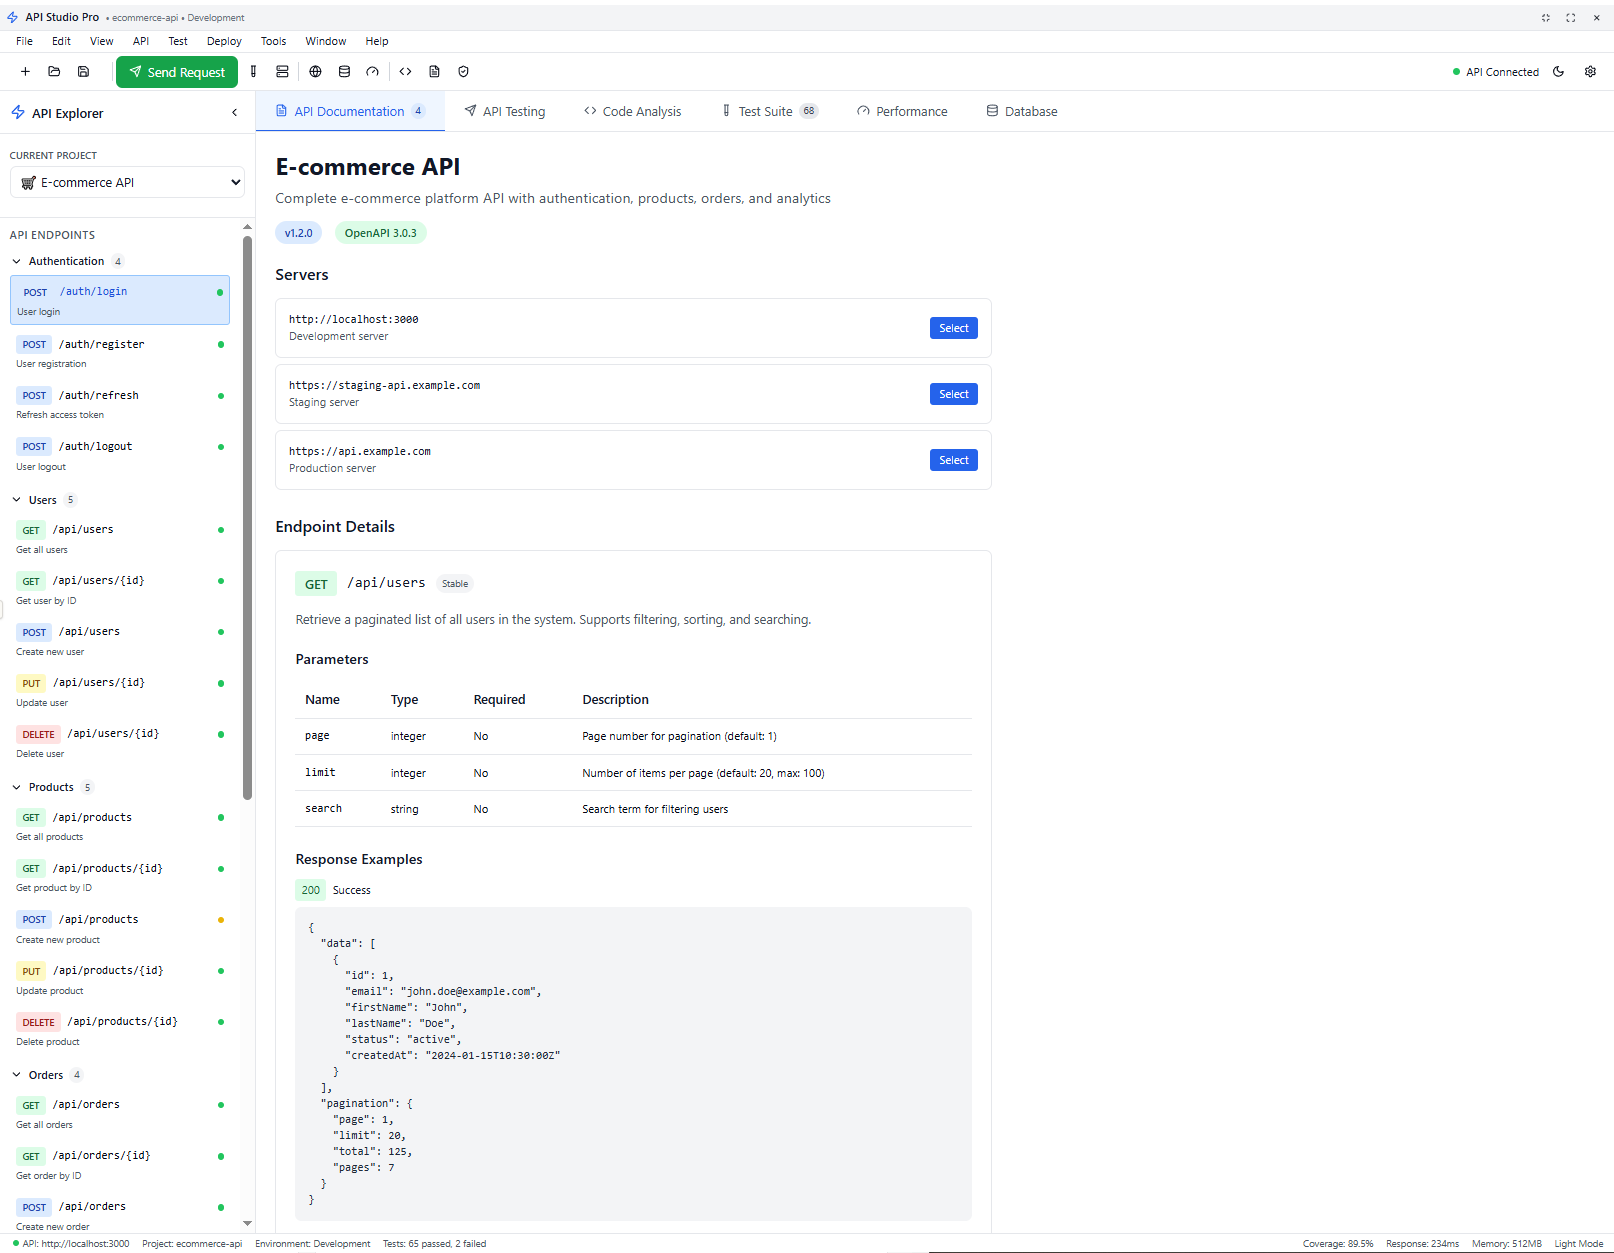 API Studio Pro • ecommerce-api • Development
File Edit View API Test Deploy Tools Window Help
Send Request
API Connected
API Explorer
CURRENT PROJECT
E-commerce API
API ENDPOINTS
Authentication 4
POST /auth/login
User login
POST /auth/register
User registration
POST /auth/refresh
Refresh access token
POST /auth/logout
User logout
Users 5
GET /api/users
Get all users
GET /api/users/{id}
Get user by ID
POST /api/users
Create new user
PUT /api/users/{id}
Update user
DELETE /api/users/{id}
Delete user
Products 5
GET /api/products
Get all products
GET /api/products/{id}
Get product by ID
POST /api/products
Create new product
PUT /api/products/{id}
Update product
DELETE /api/products/{id}
Delete product
Orders 4
GET /api/orders
Get all orders
GET /api/orders/{id}
Get order by ID
POST /api/orders
Create new order
API Documentation 4 API Testing Code Analysis Test Suite 68 Performance Database
E-commerce API
Complete e-commerce platform API with authentication, products, orders, and analytics
v1.2.0 OpenAPI 3.0.3
Servers
http://localhost:3000
Development server
Select
https://staging-api.example.com
Staging server
Select
https://api.example.com
Production server
Select
Endpoint Details
GET /api/users Stable
Retrieve a paginated list of all users in the system. Supports filtering, sorting, and searching.
Parameters
Name Type Required Description
page integer No Page number for pagination (default: 1)
limit integer No Number of items per page (default: 20, max: 100)
search string No Search term for filtering users
Response Examples
200 Success
{
"data": [
{
"id": 1,
"email": "john.doe@example.com",
"firstName": "John",
"lastName": "Doe",
"status": "active",
"createdAt": "2024-01-15T10:30:00Z"
}
],
"pagination": {
"page": 1,
"limit": 20,
"total": 125,
"pages": 7
}
}
API: http://localhost:3000 Project: ecommerce-api Environment: Development Tests: 65 passed, 2 failed
Coverage: 89.5% Response: 234ms Memory: 512MB Light Mode